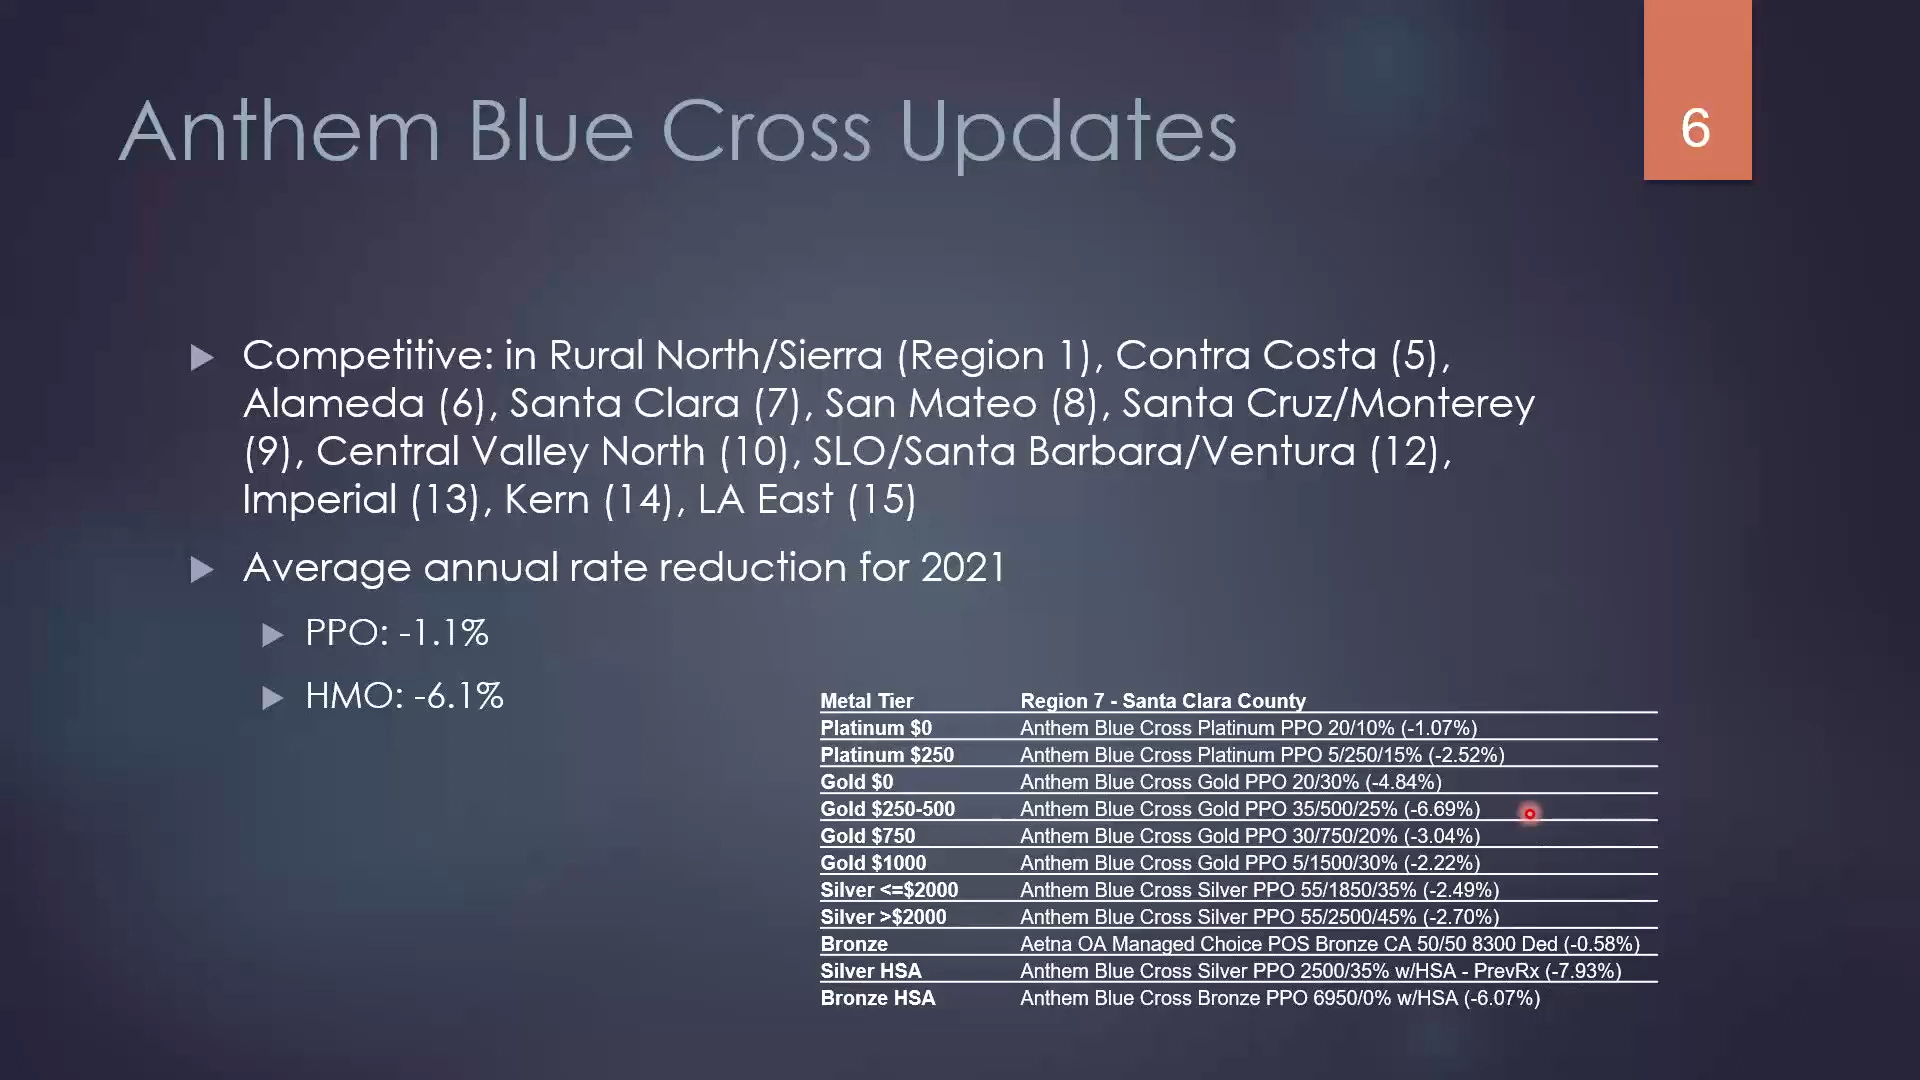 Anthem Blue Cross Updates
6
Competitive: in Rural North/Sierra (Region 1), Contra Costa (5),
Alameda (6), Santa Clara (7), San Mateo (8), Santa Cruz/Monterey
(9), Central Valley North (10), SLO/Santa Barbara/Ventura (12),
Imperial (13), Kern (14), LA East (15)
Average annual rate reduction for 2021
PPO: -1.1%
HMO: -6.1%
Metal Tier Region 7 - Santa Clara County
Platinum $0 Anthem Blue Cross Platinum PPO 20/10% (-1.07%)
Platinum $250 Anthem Blue Cross Platinum PPO 5/250/15% (-2.52%)
Gold $0 Anthem Blue Cross Gold PPO 20/30% (-4.84%)
Gold $250-500 Anthem Blue Cross Gold PPO 35/500/25% (-6.69%)
Gold $750 Anthem Blue Cross Gold PPO 30/750/20% (-3.04%)
Gold $1000 Anthem Blue Cross Gold PPO 5/1500/30% (-2.22%)
Silver <=$2000 Anthem Blue Cross Silver PPO 55/1850/35% (-2.49%)
Silver >$2000 Anthem Blue Cross Silver PPO 55/2500/45% (-2.70%)
Bronze Aetna OA Managed Choice POS Bronze CA 50/50 8300 Ded (-0.58%)
Silver HSA Anthem Blue Cross Silver PPO 2500/35% w/HSA - PrevRx (-7.93%)
Bronze HSA Anthem Blue Cross Bronze PPO 6950/0% w/HSA (-6.07%)